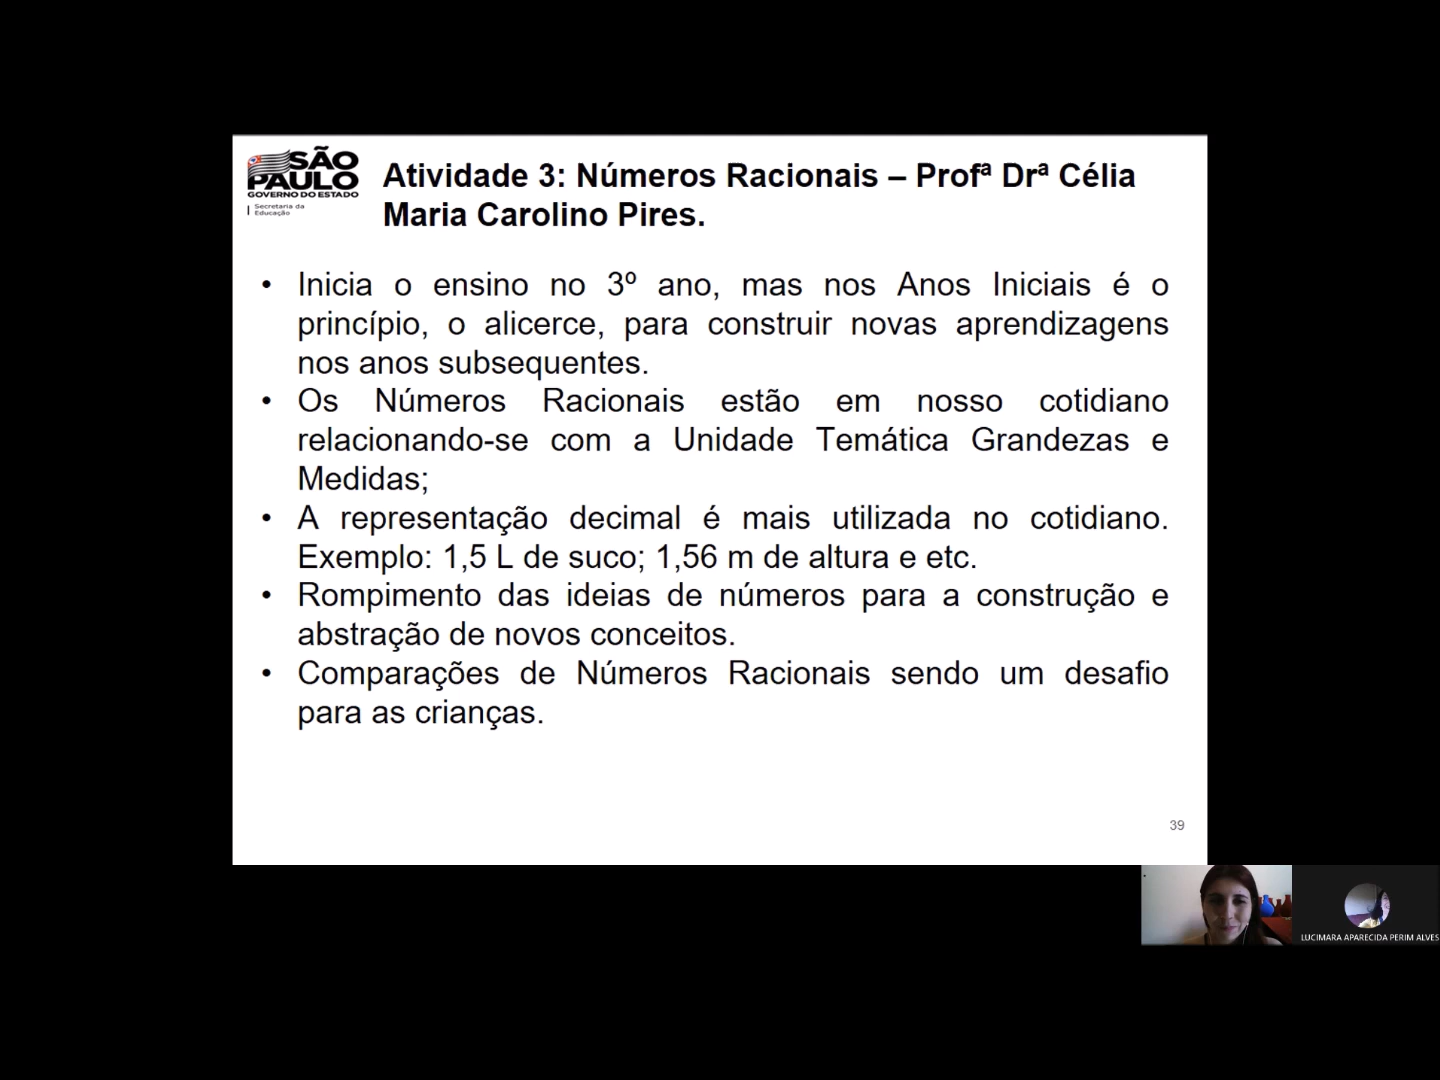 SÃO
PAULO
GOVERNO DO ESTADO
Secretaria da
Educação
Atividade 3: Números Racionais – Profª Drª Célia
Maria Carolino Pires.
• Inicia o ensino no 3º ano, mas nos Anos Iniciais é o
princípio, o alicerce, para construir novas aprendizagens
nos anos subsequentes.
• Os Números Racionais estão em nosso cotidiano
relacionando-se com a Unidade Temática Grandezas e
Medidas;
• A representação decimal é mais utilizada no cotidiano.
Exemplo: 1,5 L de suco; 1,56 m de altura e etc.
• Rompimento das ideias de números para a construção e
abstração de novos conceitos.
• Comparações de Números Racionais sendo um desafio
para as crianças.
39
LUCIMARA APARECIDA PERIM ALVES